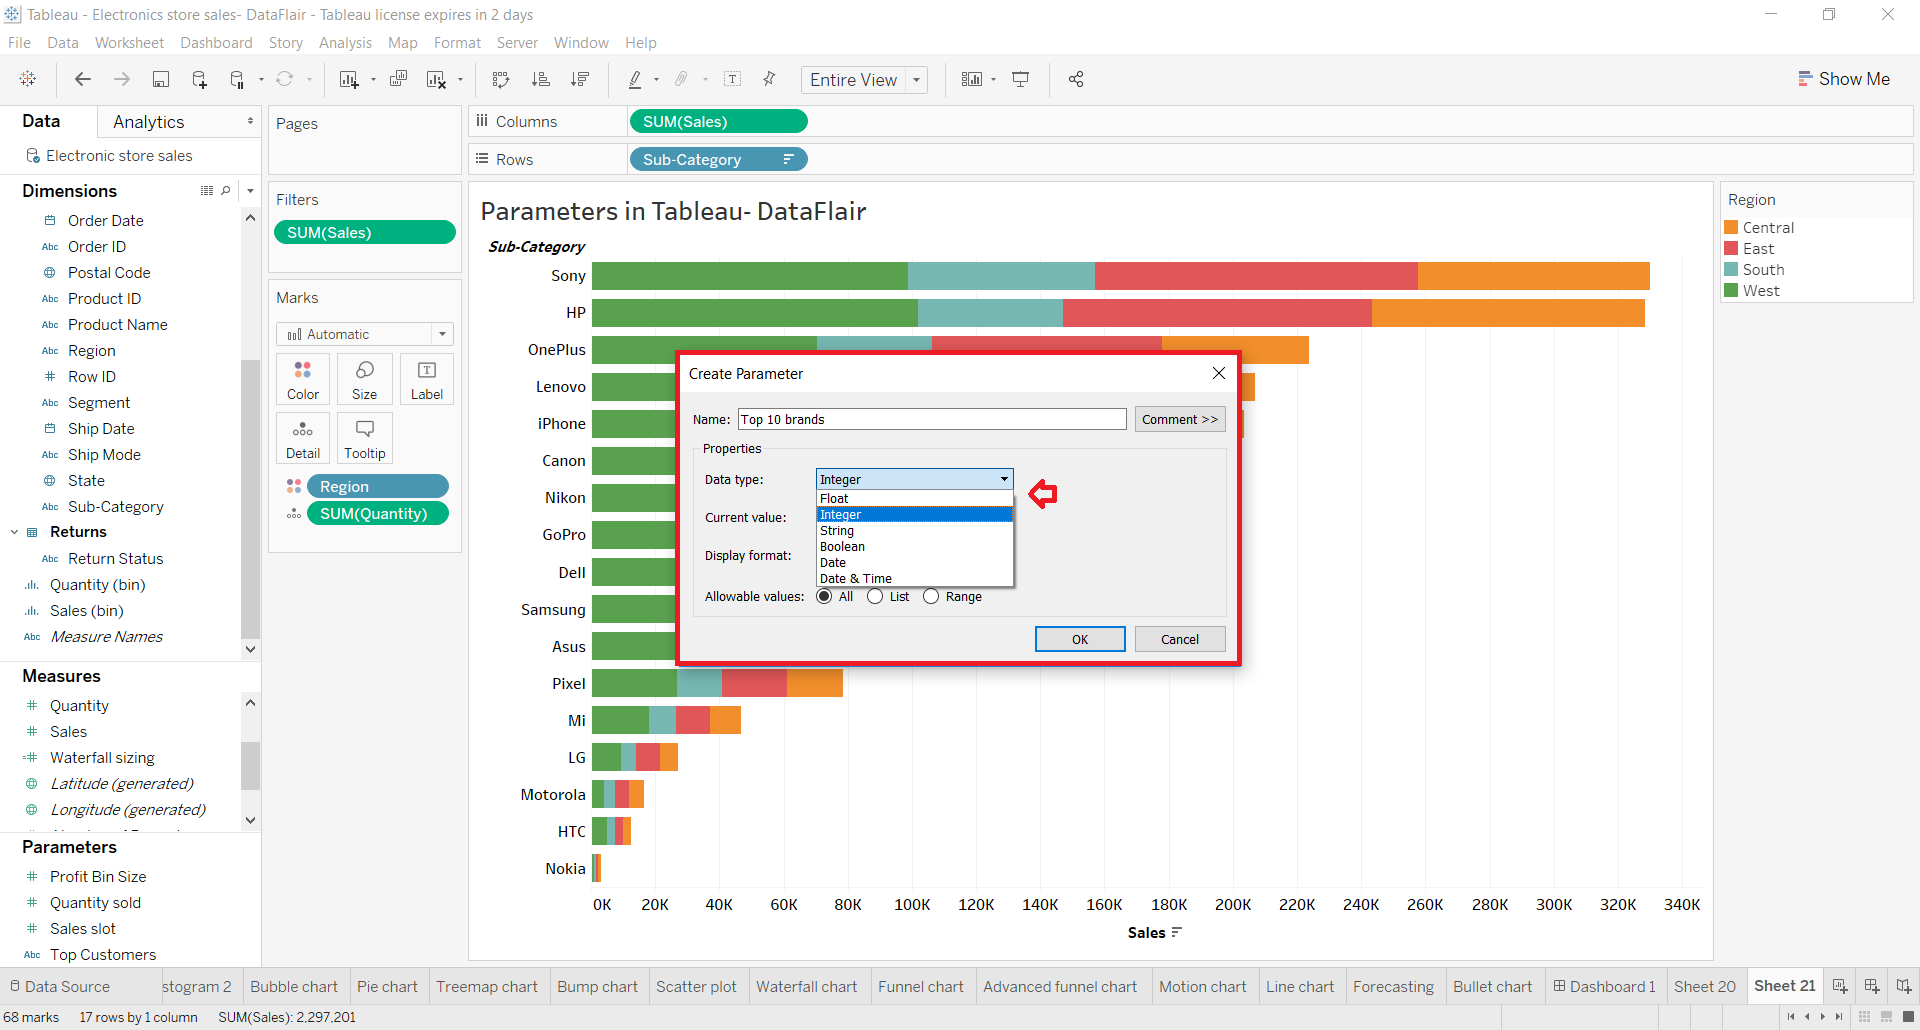 Tableau - Electronics store sales- DataFlair - Tableau license expires in 2 days
File Data Worksheet Dashboard Story Analysis Map Format Server Window Help
Entire View
Show Me
Data Analytics
Electronic store sales
Dimensions
Order Date
Abc Order ID
Postal Code
Abc Product ID
Abc Product Name
Abc Region
# Row ID
Abc Segment
Ship Date
Abc Ship Mode
State
Abc Sub-Category
Returns
Abc Return Status
Quantity (bin)
Sales (bin)
Abc Measure Names
Measures
# Quantity
# Sales
=# Waterfall sizing
Latitude (generated)
Longitude (generated)
Parameters
# Profit Bin Size
# Quantity sold
# Sales slot
Abc Top Customers
Pages
Filters
SUM(Sales)
Marks
Automatic
Color Size Label
Detail Tooltip
Region
SUM(Quantity)
Columns SUM(Sales)
Rows Sub-Category
Parameters in Tableau- DataFlair
Sub-Category
Sony
HP
OnePlus
Lenovo
iPhone
Canon
Nikon
GoPro
Dell
Samsung
Asus
Pixel
Mi
LG
Motorola
HTC
Nokia
0K 20K 40K 60K 80K 100K 120K 140K 160K 180K 200K 220K 240K 260K 280K 300K 320K 340K
Sales
Create Parameter
Name: Top 10 brands Comment >>
Properties
Data type: Integer
Float
Integer
String
Boolean
Date
Date & Time
Current value:
Display format:
Allowable values: All List Range
OK Cancel
Region
Central
East
South
West
Data Source stogram 2 Bubble chart Pie chart Treemap chart Bump chart Scatter plot Waterfall chart Funnel chart Advanced funnel chart Motion chart Line chart Forecasting Bullet chart Dashboard 1 Sheet 20 Sheet 21
68 marks 17 rows by 1 column SUM(Sales): 2,297,201